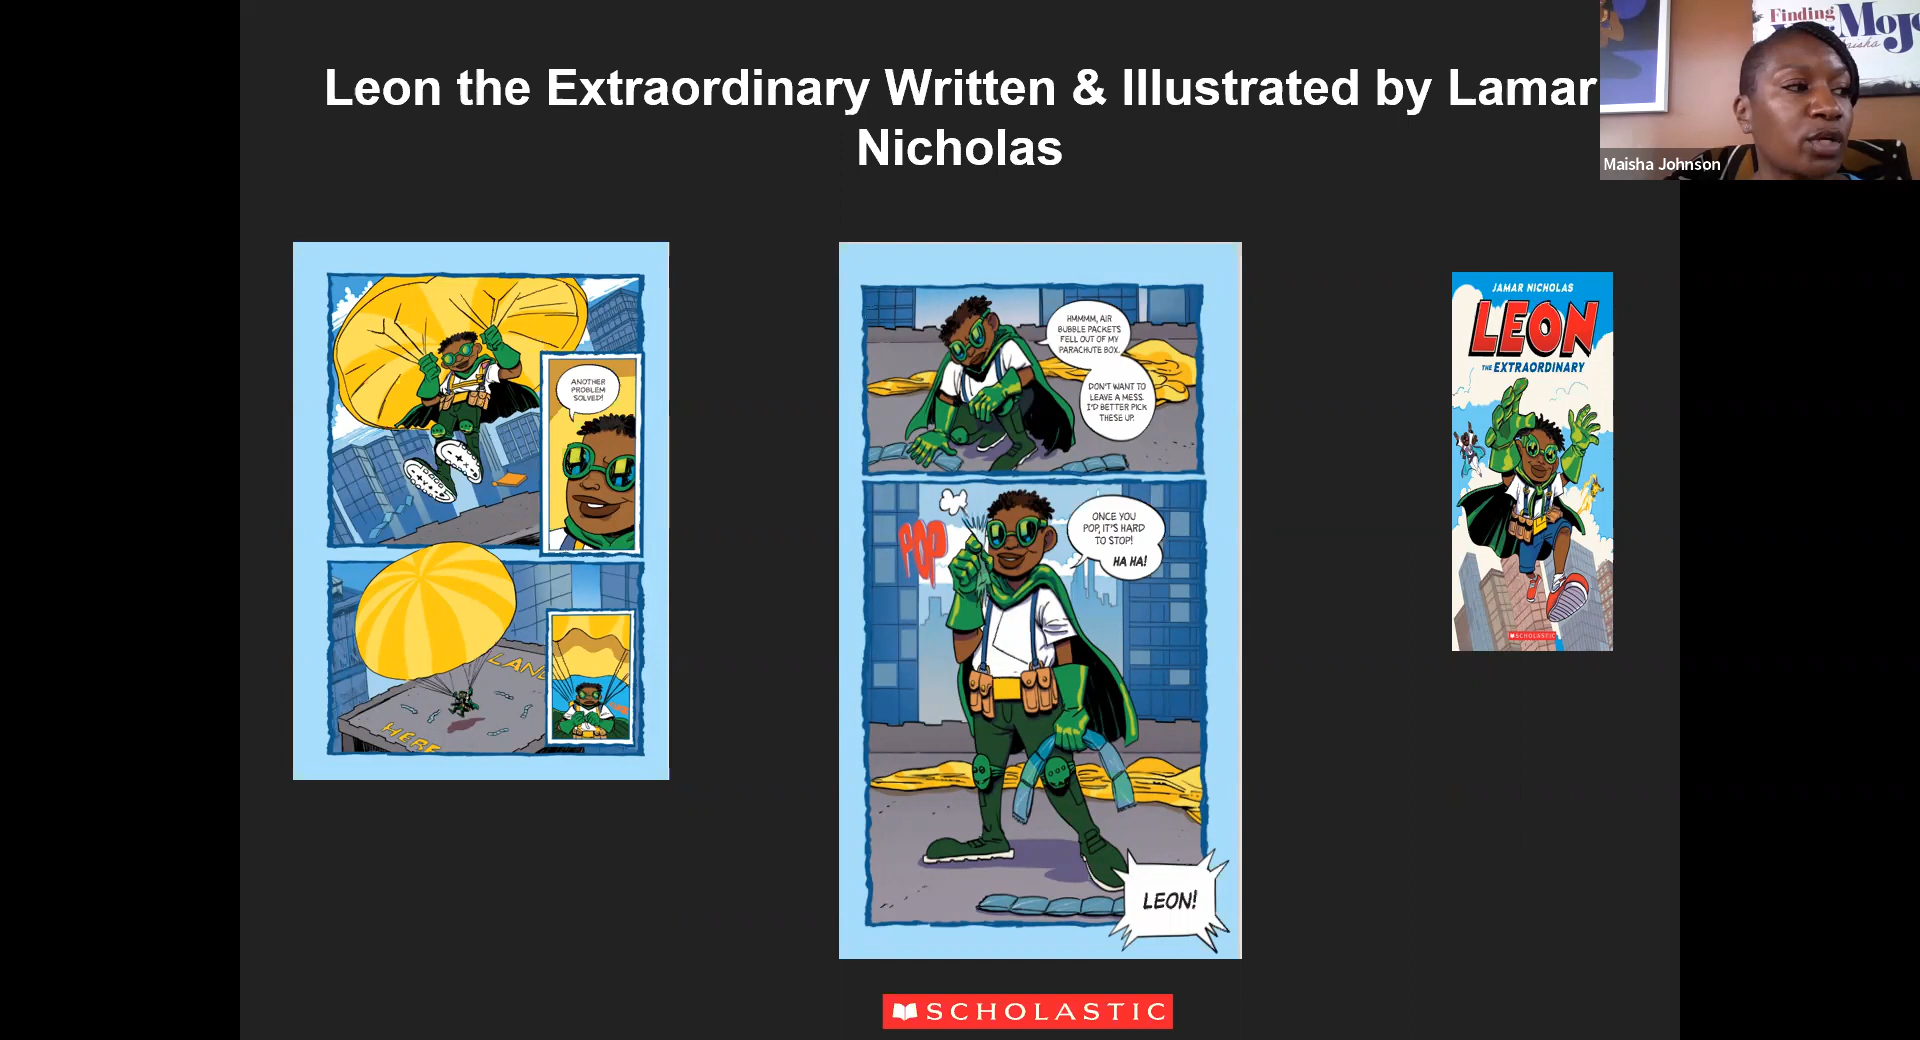 Leon the Extraordinary Written & Illustrated by Lamar
Nicholas
Finding
Mojo
Maisha Johnson
ANOTHER
PROBLEM
SOLVED!
LAND
HERE
HMMMM, AIR
BUBBLE PACKETS
FELL OUT OF MY
PARACHUTE BOX.
DON'T WANT TO
LEAVE A MESS.
I'D BETTER PICK
THESE UP.
POP
ONCE YOU
POP, IT'S HARD
TO STOP!
HA HA!
LEON!
JAMAR NICHOLAS
LEON
THE EXTRAORDINARY
SCHOLASTIC
SCHOLASTIC